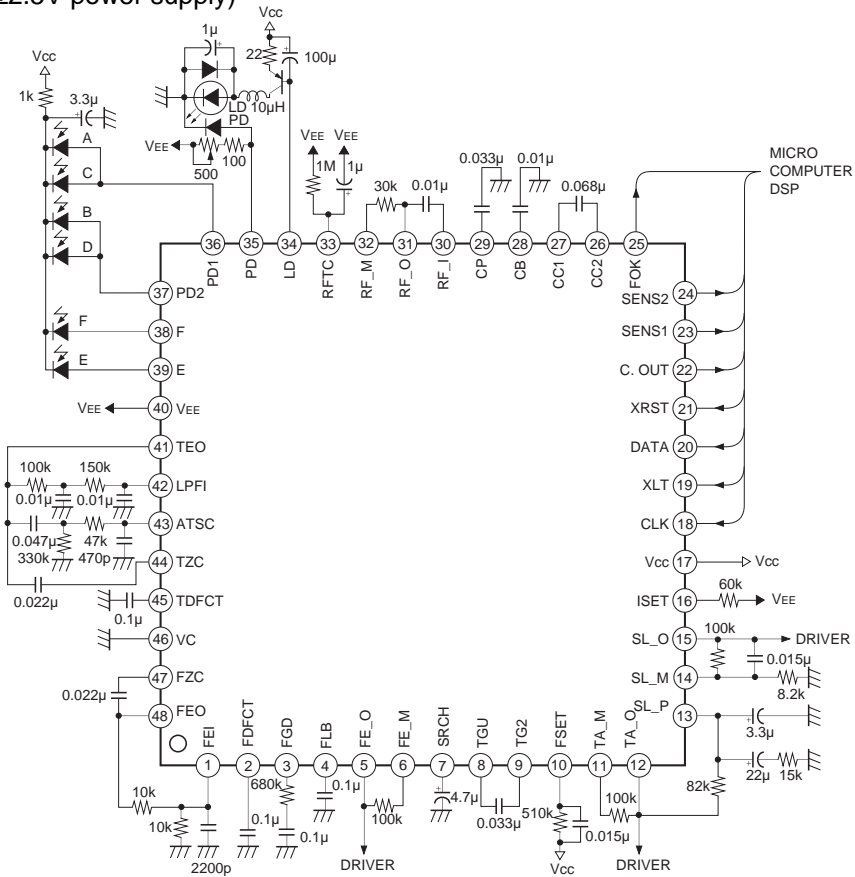 ±2.5V power supply)
Vcc
1k
3.3µ
A
C
B
D
F
E
1µ
LD
PD
10µH
22
Vcc
100µ
VEE
500
100
VEE
VEE
1M
1µ
30k
0.01µ
0.033µ
0.01µ
0.068µ
MICRO
COMPUTER
DSP
36 35 34 33 32 31 30 29 28 27 26 25
PD1 PD LD RFTC RF_M RF_O RF_I CP CB CC1 CC2 FOK
37 PD2
38 F
39 E
VEE 40 VEE
41 TEO
100k 150k
0.01µ 0.01µ
42 LPFI
43 ATSC
0.047µ 47k
330k 470p
44 TZC
0.022µ
45 TDFCT
0.1µ
46 VC
47 FZC
0.022µ
48 FEO
SENS2 24
SENS1 23
C. OUT 22
XRST 21
DATA 20
XLT 19
CLK 18
Vcc 17 Vcc
60k
ISET 16 VEE
100k
SL_O 15 DRIVER
0.015µ
SL_M 14
8.2k
SL_P 13
3.3µ
22µ 15k
82k
FEI FDFCT FGD FLB FE_O FE_M SRCH TGU TG2 FSET TA_M TA_O
1 2 3 4 5 6 7 8 9 10 11 12
10k
10k
2200p
0.1µ
680k
0.1µ
0.1µ
100k
DRIVER
4.7µ
0.033µ
510k
0.015µ
Vcc
100k
DRIVER